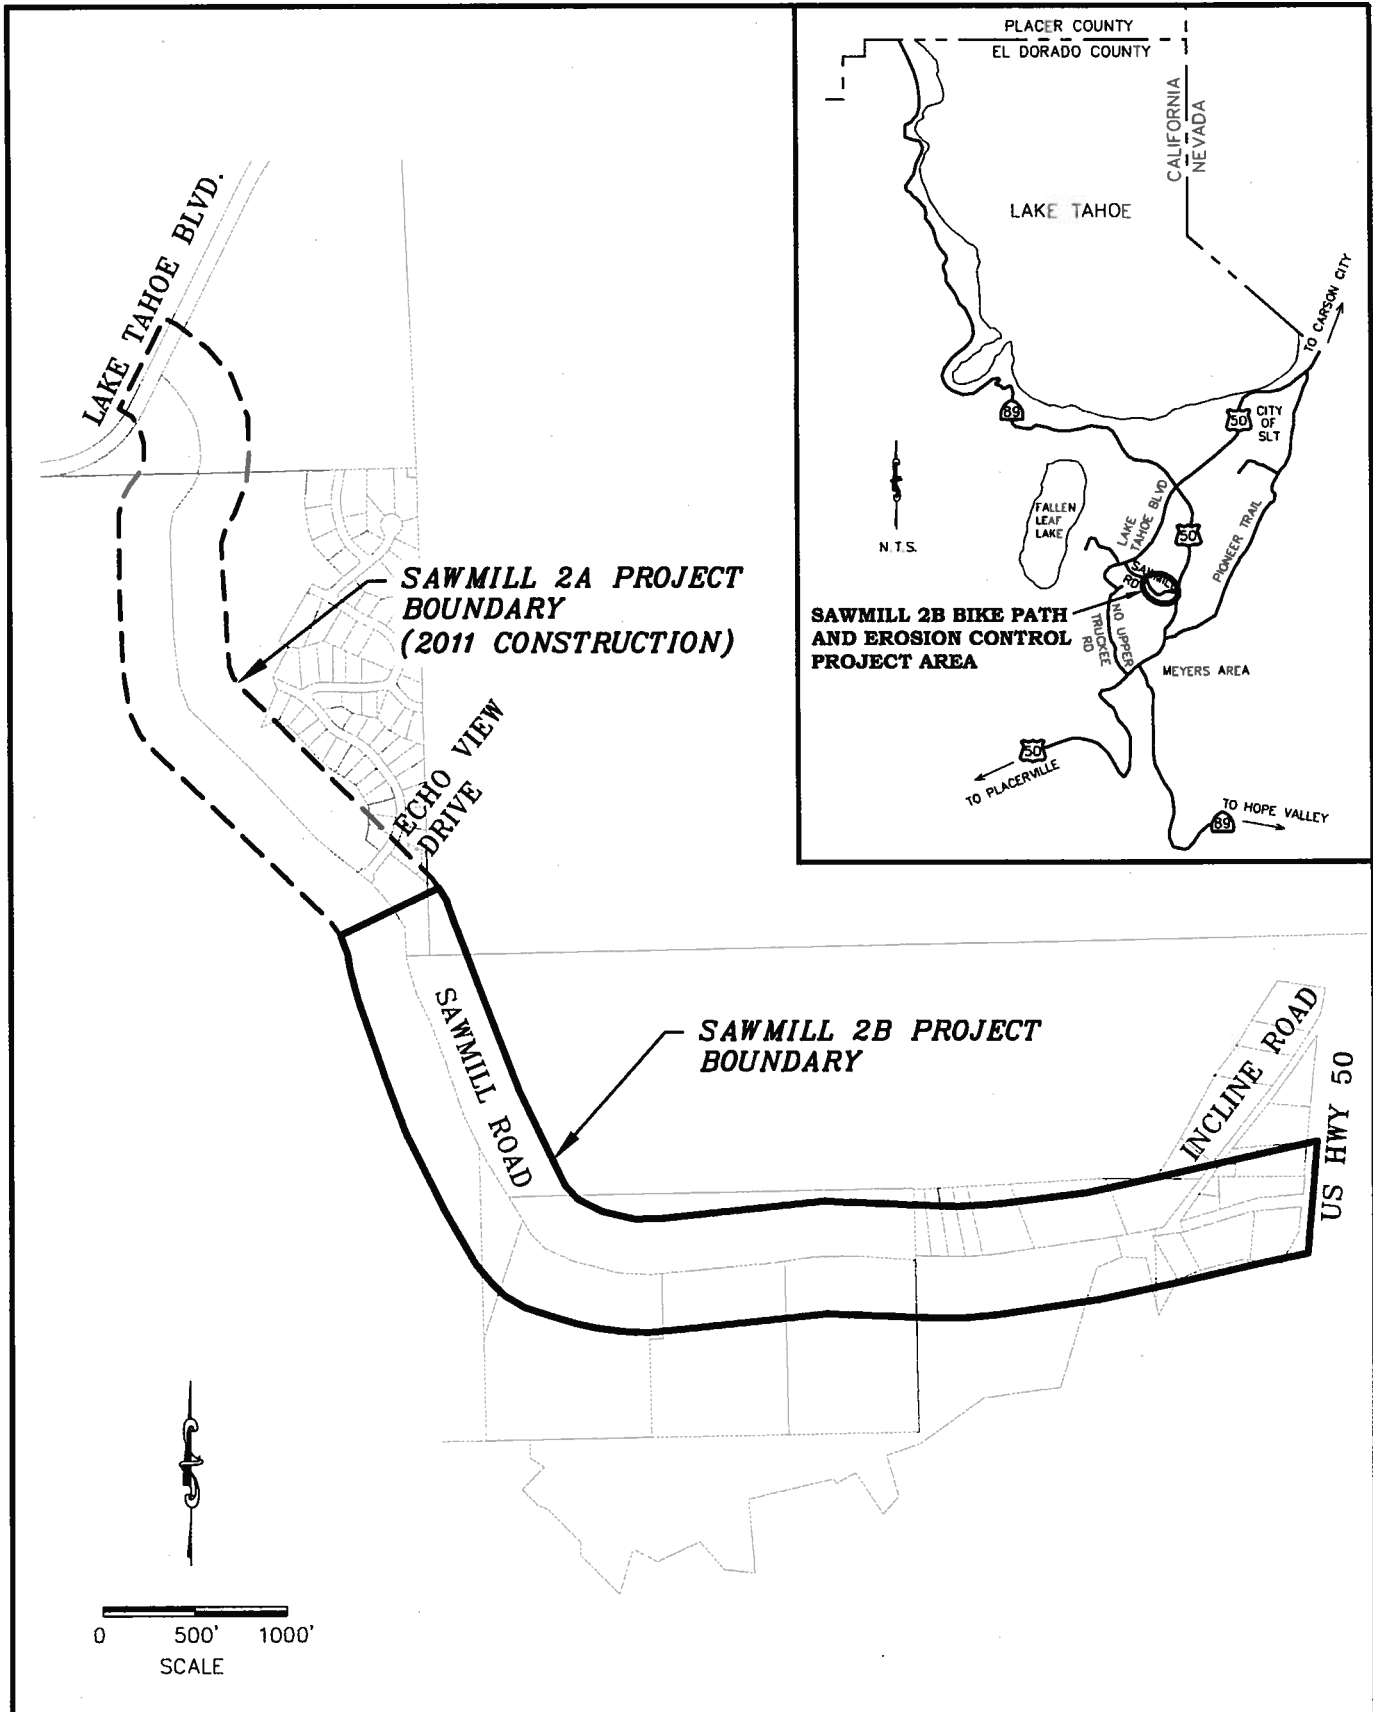 PLACER COUNTY
EL DORADO COUNTY
CALIFORNIA
NEVADA
LAKE TAHOE
TO CARSON CITY
89
50
CITY
OF
SLT
FALLEN
LEAF
LAKE
LAKE
TAHOE BLVD
50
PIONEER TRAIL
N.T.S.
SAWMILL
RD
SAWMILL 2B BIKE PATH
AND EROSION CONTROL
PROJECT AREA
NO UPPER
TRUCKEE
RD
MEYERS AREA
50
TO PLACERVILLE
TO HOPE VALLEY
89
LAKE TAHOE BLVD.
SAWMILL 2A PROJECT
BOUNDARY
(2011 CONSTRUCTION)
ECHO VIEW
DRIVE
SAWMILL ROAD
SAWMILL 2B PROJECT
BOUNDARY
INCLINE ROAD
US HWY 50
0 500' 1000'
SCALE